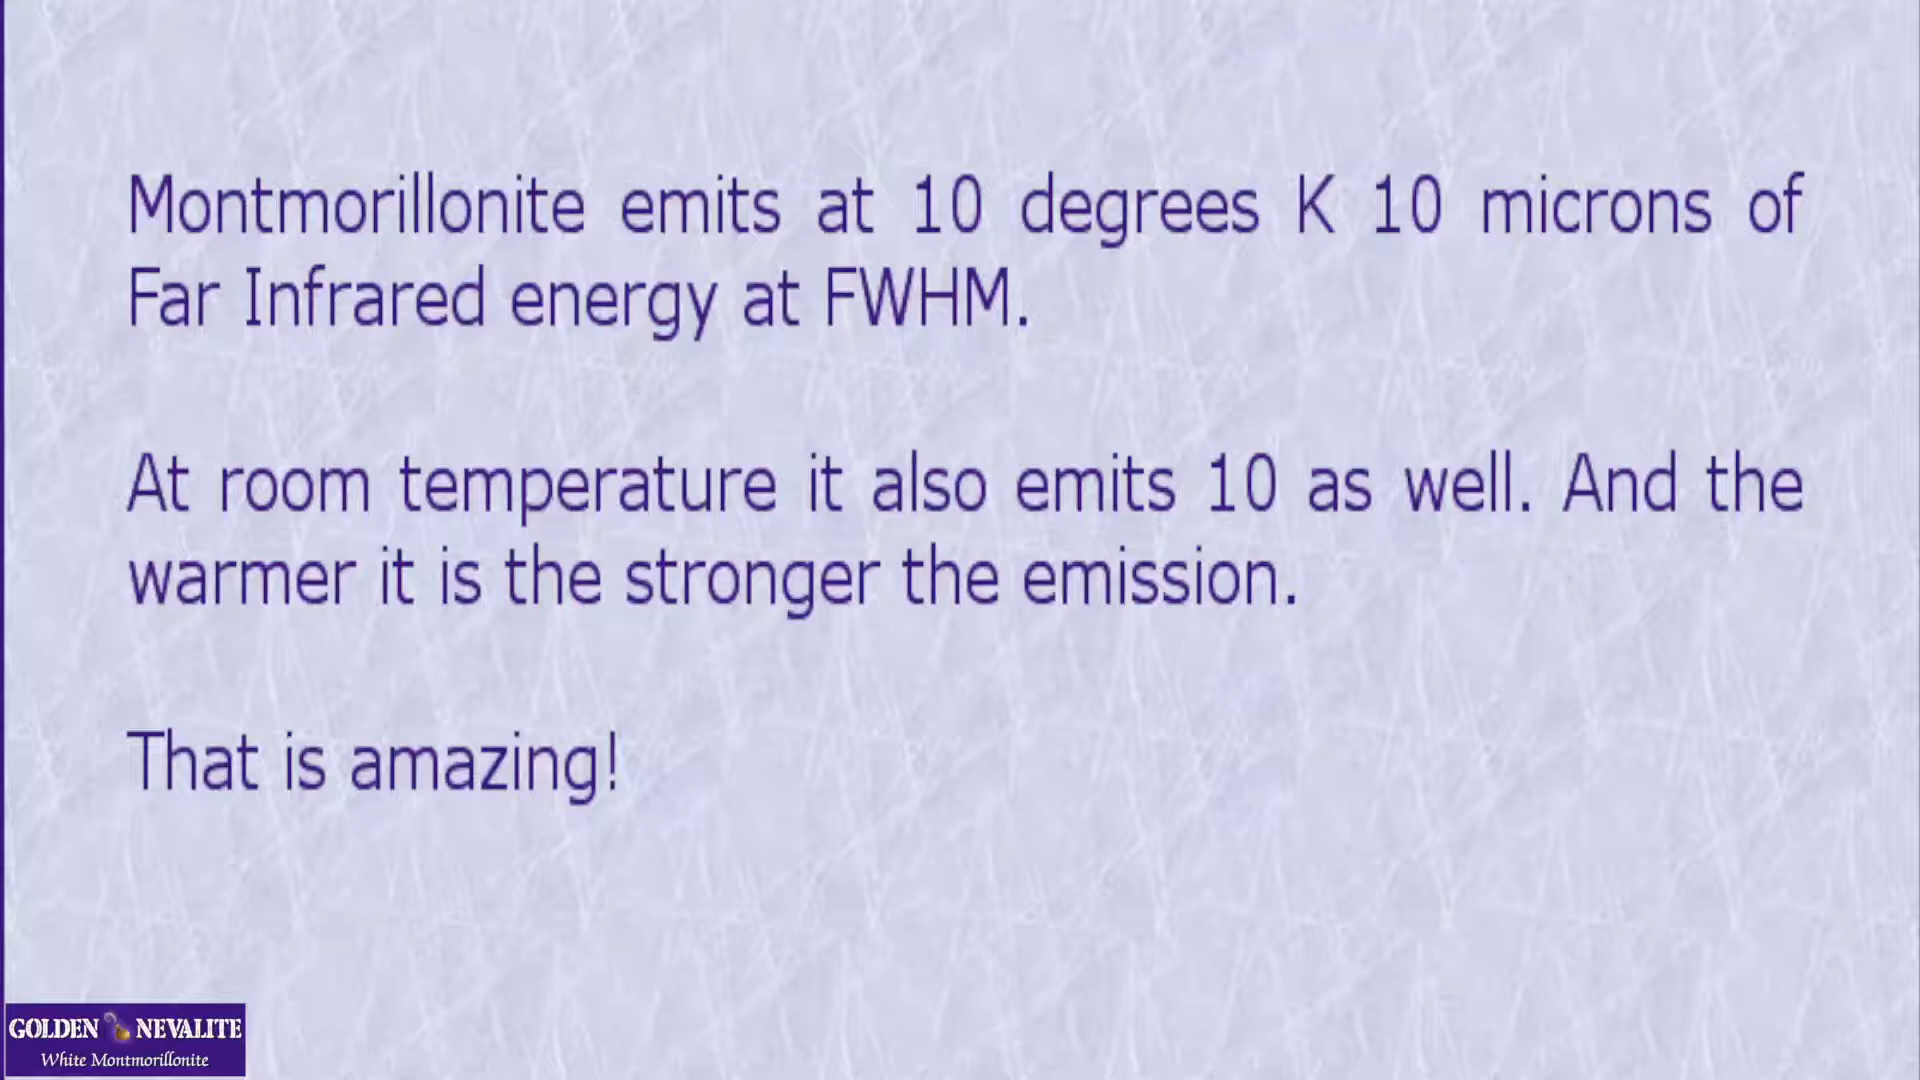 Montmorillonite emits at 10 degrees K 10 microns of
Far Infrared energy at FWHM.
At room temperature it also emits 10 as well. And the
warmer it is the stronger the emission.
That is amazing!
GOLDEN NEVALITE
White Montmorillonite